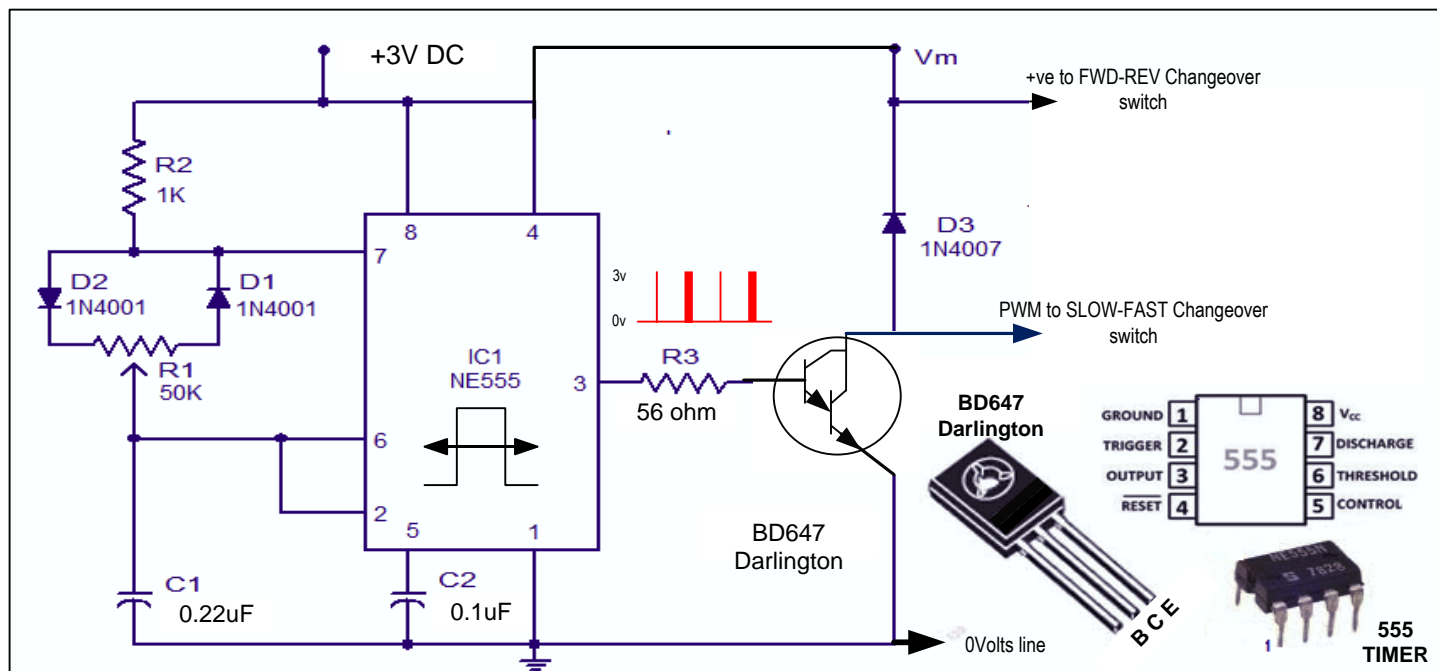 +3V DC
Vm
+ve to FWD-REV Changeover
switch
R2
1K
8
4
7
D3
1N4007
D2
1N4001
D1
1N4001
3v
0v
PWM to SLOW-FAST Changeover
switch
R1
50K
IC1
NE555
3
R3
56 ohm
BD647
Darlington
GROUND 1
TRIGGER 2
OUTPUT 3
RESET 4
555
8 Vcc
7 DISCHARGE
6 THRESHOLD
5 CONTROL
6
2
5
1
BD647
Darlington
C1
0.22uF
C2
0.1uF
B C E
NE555N
S 7828
1
555
TIMER
0Volts line